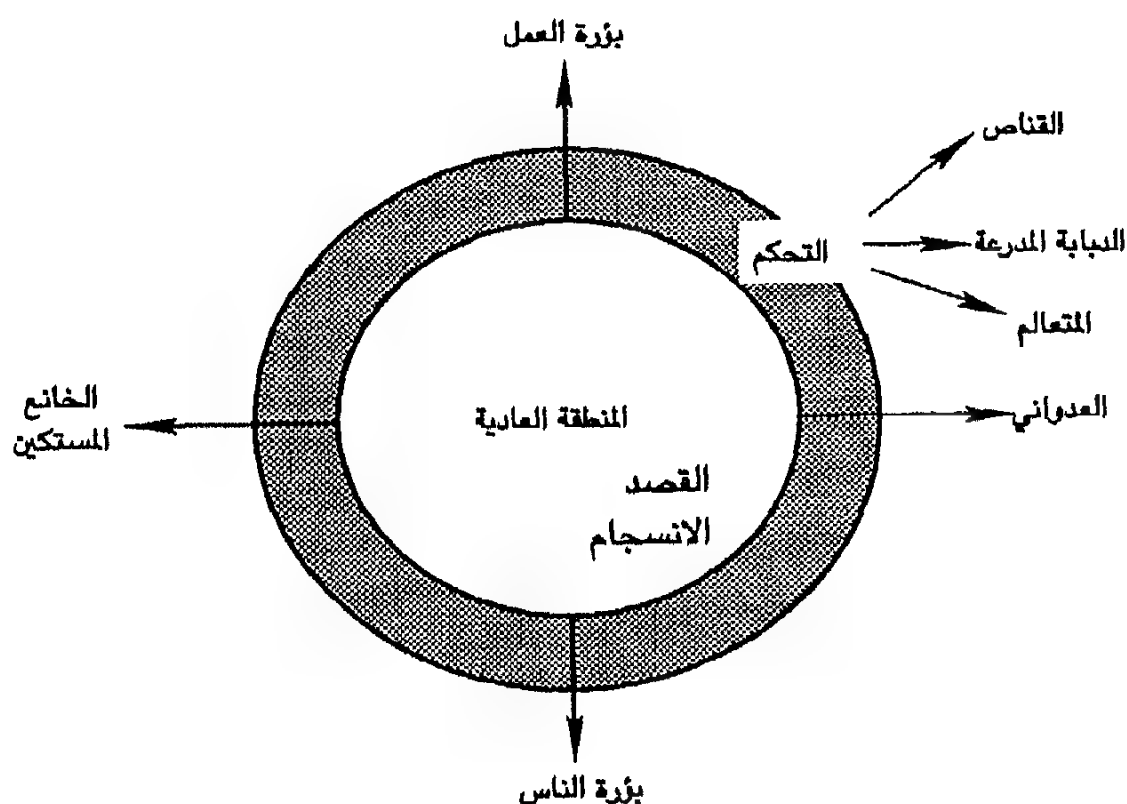 بؤرة العمل
القناص
التحكم
الدبابة المدرعة
المتعالم
العدواني
الخانع
المستكين
المنطقة العادية
القصد
الانسجام
بؤرة الناس